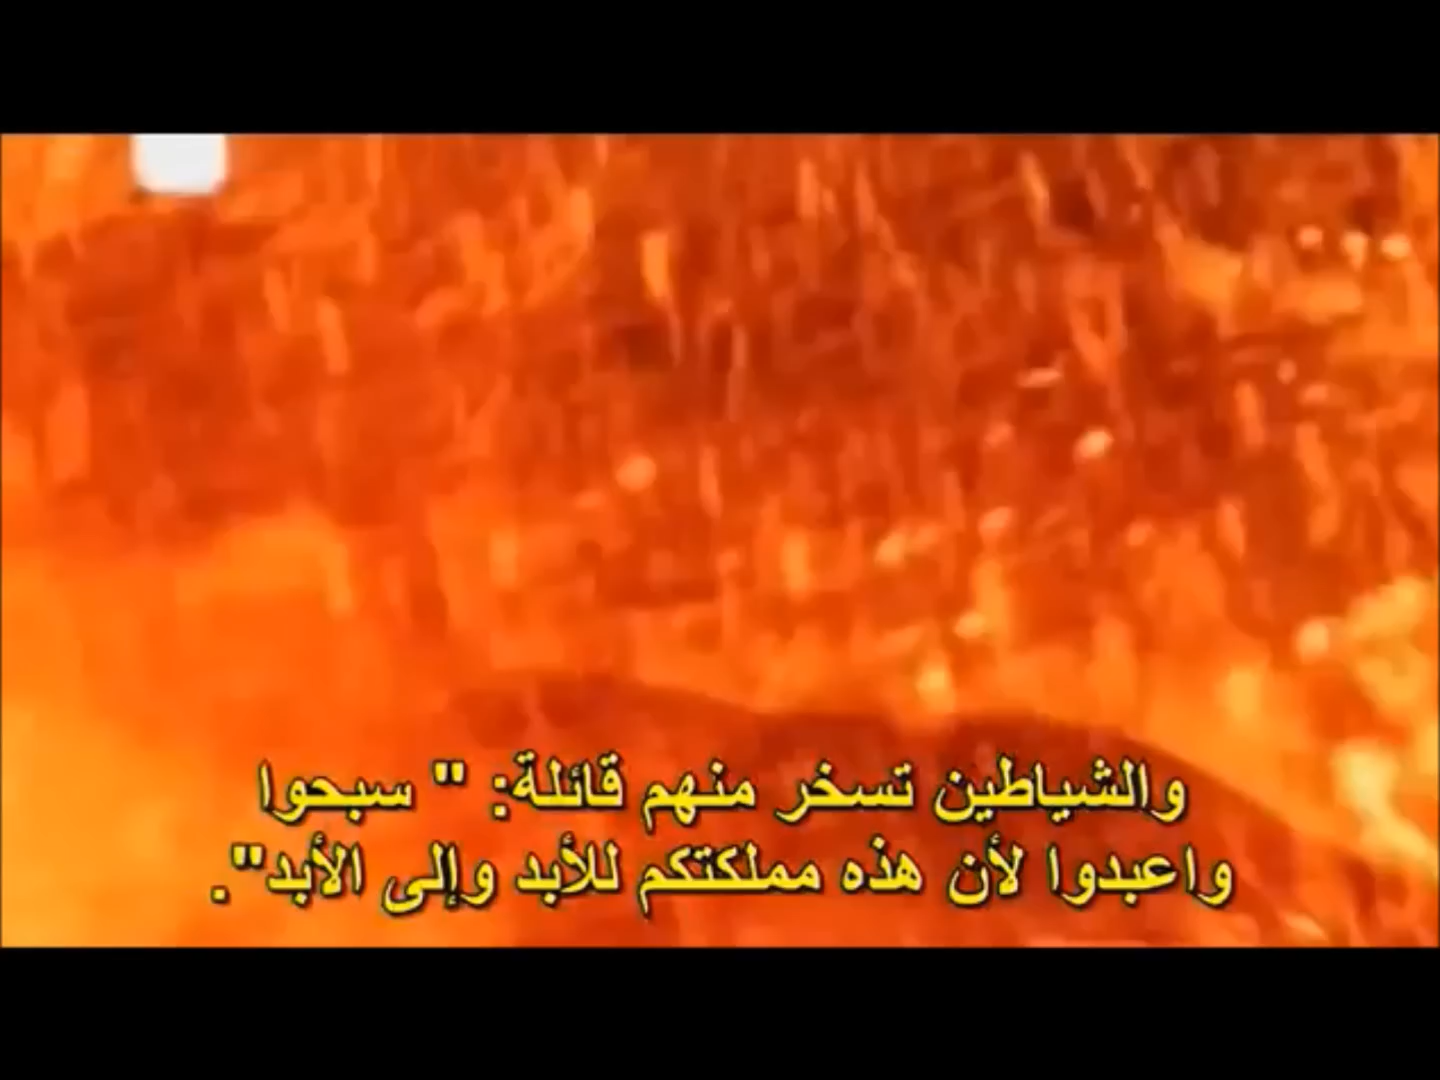 والشياطين تسخر منهم قائلة: " سبحوا
واعبدوا لأن هذه مملكتكم للأبد وإلى الأبد".